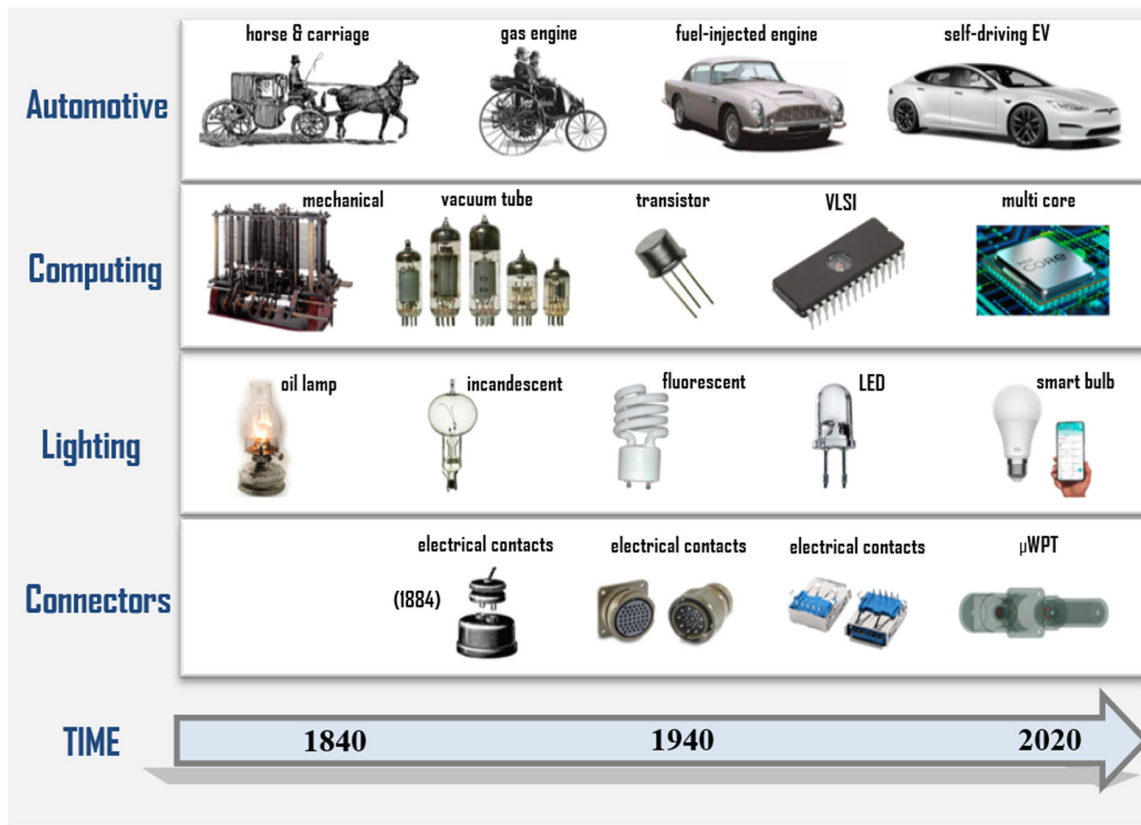 horse & carriage
gas engine
fuel-injected engine
self-driving EV
Automotive
mechanical
vacuum tube
transistor
VLSI
multi core
Computing
CORE
oil lamp
incandescent
fluorescent
LED
smart bulb
Lighting
electrical contacts
electrical contacts
electrical contacts
μWPT
(1884)
Connectors
TIME
1840
1940
2020